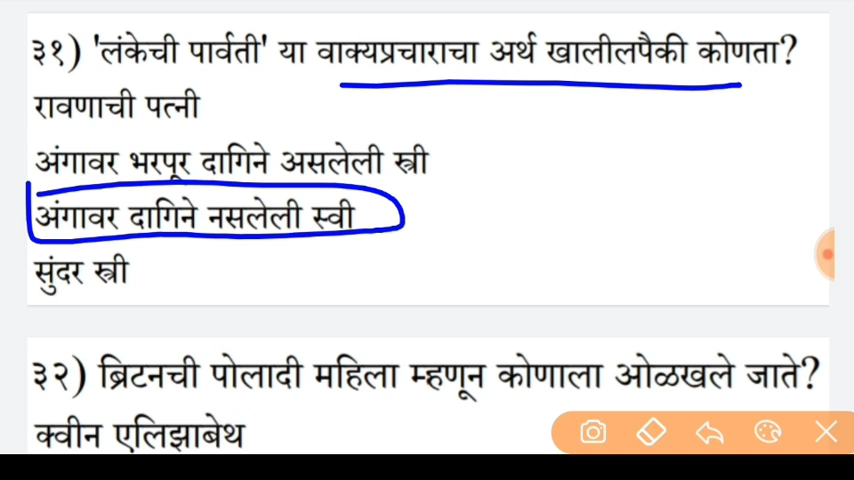 ३१) 'लंकेची पार्वती' या वाक्यप्रचाराचा अर्थ खालीलपैकी कोणता?
रावणाची पत्नी
अंगावर भरपूर दागिने असलेली स्त्री
अंगावर दागिने नसलेली स्वी
सुंदर स्त्री
३२) ब्रिटनची पोलादी महिला म्हणून कोणाला ओळखले जाते?
क्वीन एलिझाबेथ